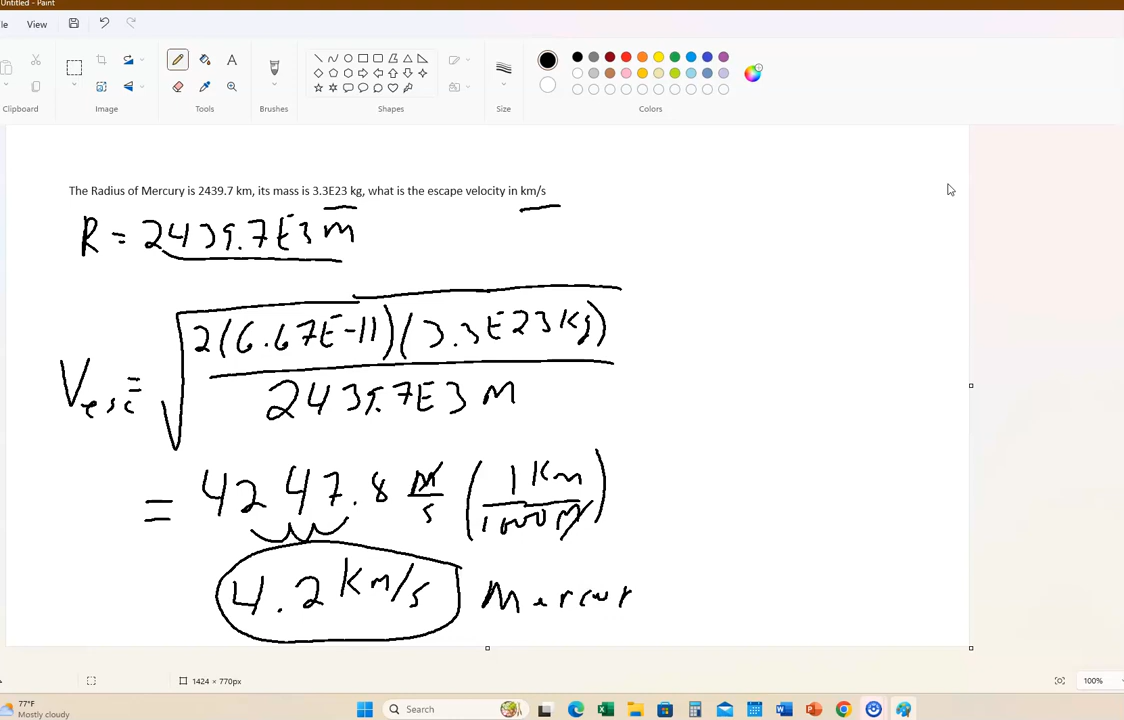 Untitled - Paint
le View
Clipboard Image Tools Brushes Shapes Size Colors
The Radius of Mercury is 2439.7 km, its mass is 3.3E23 kg, what is the escape velocity in km/s
R = 2439.7E3 m
Vesc = √ 2(6.67E-11)(3.3E23 kg)
2439.7E3 m
= 4247.8 m/s (1 Km / 1000 m)
4.2 Km/s Mercur
1424 × 770px 100%
77°F
Mostly cloudy
Search